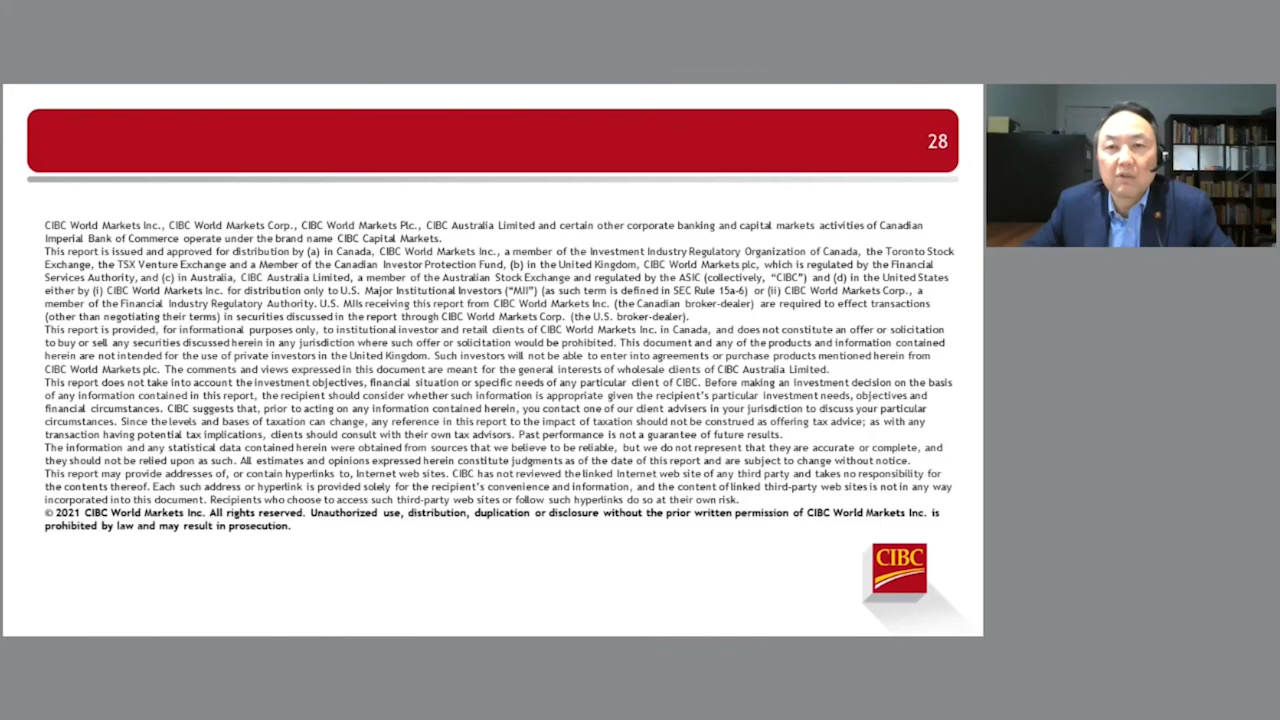 28
CIBC World Markets Inc., CIBC World Markets Corp., CIBC World Markets Plc., CIBC Australia Limited and certain other corporate banking and capital markets activities of Canadian
Imperial Bank of Commerce operate under the brand name CIBC Capital Markets.
This report is issued and approved for distribution by (a) in Canada, CIBC World Markets Inc., a member of the Investment Industry Regulatory Organization of Canada, the Toronto Stock
Exchange, the TSX Venture Exchange and a Member of the Canadian Investor Protection Fund, (b) in the United Kingdom, CIBC World Markets plc, which is regulated by the Financial
Services Authority, and (c) in Australia, CIBC Australia Limited, a member of the Australian Stock Exchange and regulated by the ASIC (collectively, “CIBC”) and (d) in the United States
either by (i) CIBC World Markets Inc. for distribution only to U.S. Major Institutional Investors (“MII”) (as such term is defined in SEC Rule 15a-6) or (ii) CIBC World Markets Corp., a
member of the Financial Industry Regulatory Authority. U.S. MIIs receiving this report from CIBC World Markets Inc. (the Canadian broker-dealer) are required to effect transactions
(other than negotiating their terms) in securities discussed in the report through CIBC World Markets Corp. (the U.S. broker-dealer).
This report is provided, for informational purposes only, to institutional investor and retail clients of CIBC World Markets Inc. in Canada, and does not constitute an offer or solicitation
to buy or sell any securities discussed herein in any jurisdiction where such offer or solicitation would be prohibited. This document and any of the products and information contained
herein are not intended for the use of private investors in the United Kingdom. Such investors will not be able to enter into agreements or purchase products mentioned herein from
CIBC World Markets plc. The comments and views expressed in this document are meant for the general interests of wholesale clients of CIBC Australia Limited.
This report does not take into account the investment objectives, financial situation or specific needs of any particular client of CIBC. Before making an investment decision on the basis
of any information contained in this report, the recipient should consider whether such information is appropriate given the recipient’s particular investment needs, objectives and
financial circumstances. CIBC suggests that, prior to acting on any information contained herein, you contact one of our client advisers in your jurisdiction to discuss your particular
circumstances. Since the levels and bases of taxation can change, any reference in this report to the impact of taxation should not be construed as offering tax advice; as with any
transaction having potential tax implications, clients should consult with their own tax advisors. Past performance is not a guarantee of future results.
The information and any statistical data contained herein were obtained from sources that we believe to be reliable, but we do not represent that they are accurate or complete, and
they should not be relied upon as such. All estimates and opinions expressed herein constitute judgments as of the date of this report and are subject to change without notice.
This report may provide addresses of, or contain hyperlinks to, Internet web sites. CIBC has not reviewed the linked Internet web site of any third party and takes no responsibility for
the contents thereof. Each such address or hyperlink is provided solely for the recipient’s convenience and information, and the content of linked third-party web sites is not in any way
incorporated into this document. Recipients who choose to access such third-party web sites or follow such hyperlinks do so at their own risk.
© 2021 CIBC World Markets Inc. All rights reserved. Unauthorized use, distribution, duplication or disclosure without the prior written permission of CIBC World Markets Inc. is
prohibited by law and may result in prosecution.
CIBC